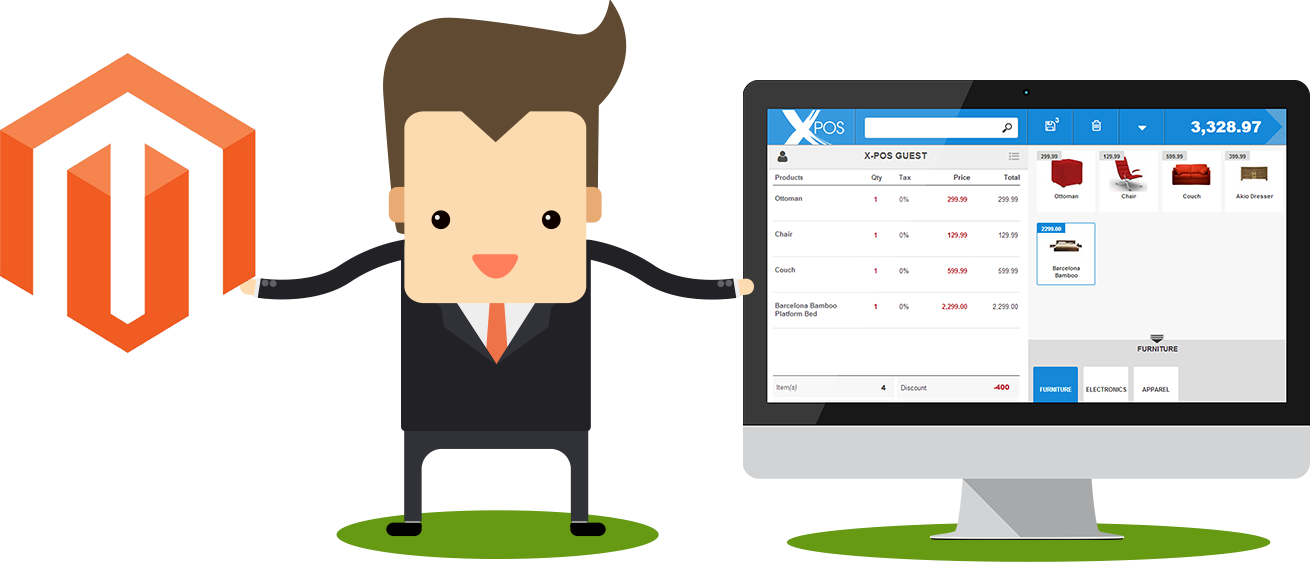 XPOS
3
3,328.97
X-POS GUEST
Products Qty Tax Price Total
Ottoman 1 0% 299.99 299.99
Chair 1 0% 129.99 129.99
Couch 1 0% 599.99 599.99
Barcelona Bamboo
Platform Bed 1 0% 2,299.00 2,299.00
Item(s) 4 Discount -400
299.99 129.99 599.99 399.99
Ottoman Chair Couch Akio Dresser
2299.00
Barcelona
Bamboo
FURNITURE
FURNITURE ELECTRONICS APPAREL